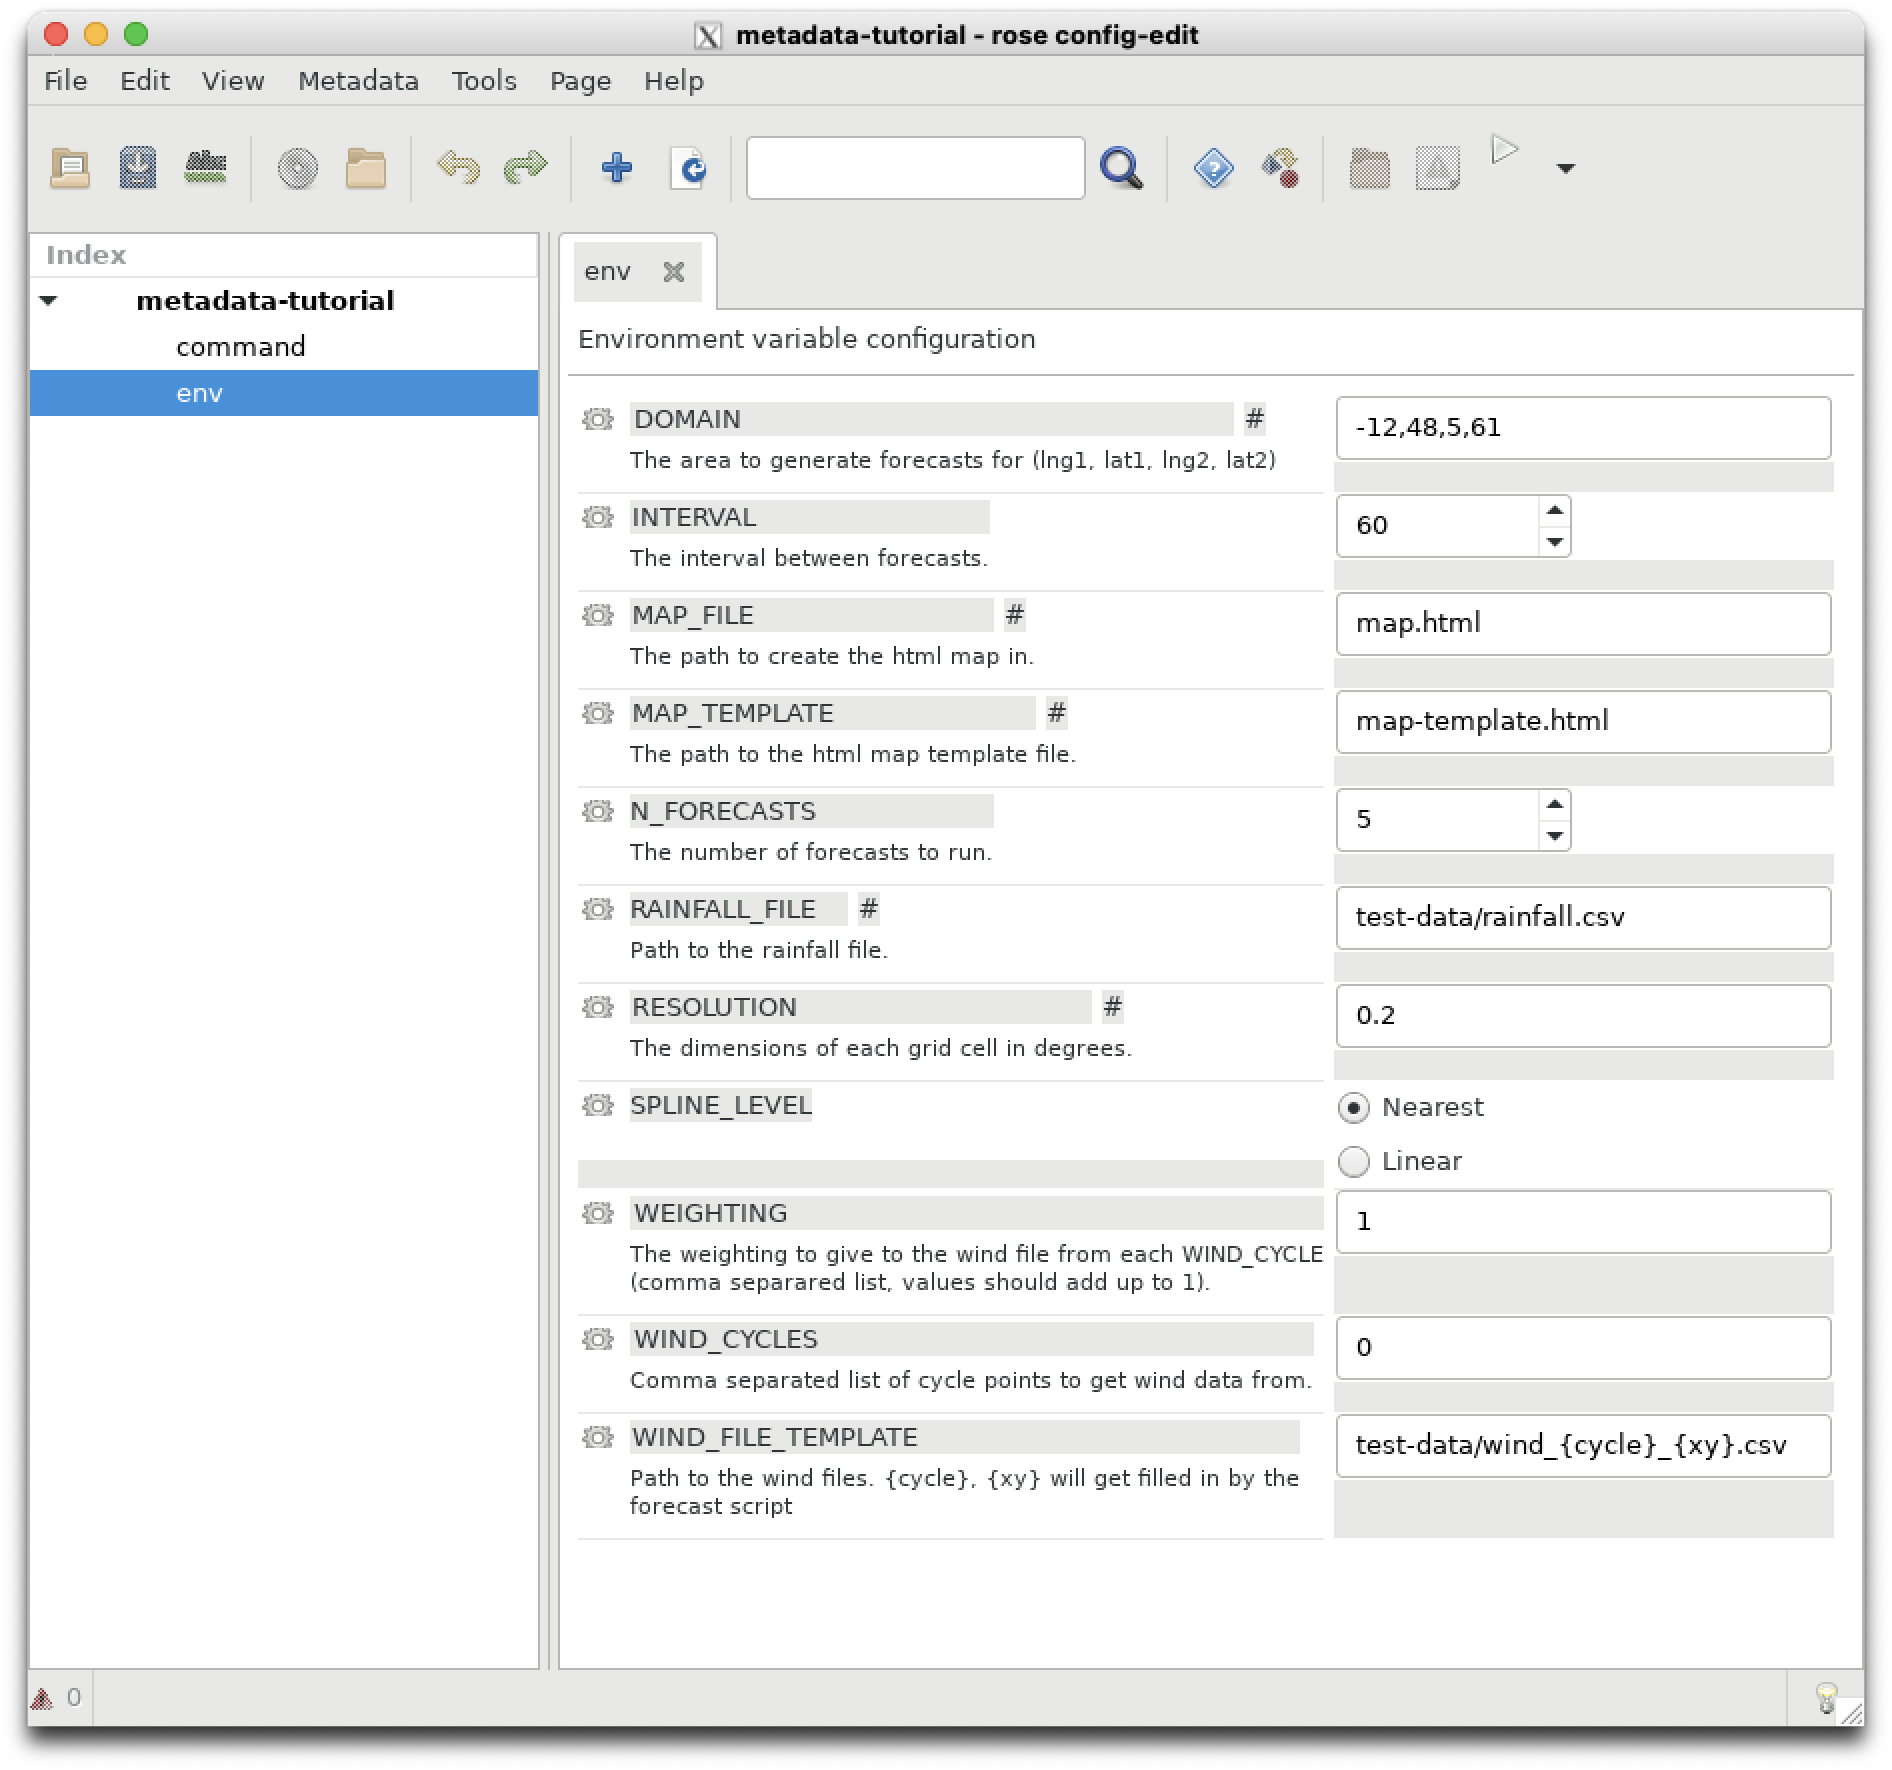 metadata-tutorial - rose config-edit
File Edit View Metadata Tools Page Help
Index
metadata-tutorial
command
env
env
Environment variable configuration
DOMAIN # -12,48,5,61
The area to generate forecasts for (lng1, lat1, lng2, lat2)
INTERVAL 60
The interval between forecasts.
MAP_FILE # map.html
The path to create the html map in.
MAP_TEMPLATE # map-template.html
The path to the html map template file.
N_FORECASTS 5
The number of forecasts to run.
RAINFALL_FILE # test-data/rainfall.csv
Path to the rainfall file.
RESOLUTION # 0.2
The dimensions of each grid cell in degrees.
SPLINE_LEVEL Nearest
Linear
WEIGHTING 1
The weighting to give to the wind file from each WIND_CYCLE
(comma separared list, values should add up to 1).
WIND_CYCLES 0
Comma separated list of cycle points to get wind data from.
WIND_FILE_TEMPLATE test-data/wind_{cycle}_{xy}.csv
Path to the wind files. {cycle}, {xy} will get filled in by the
forecast script
0